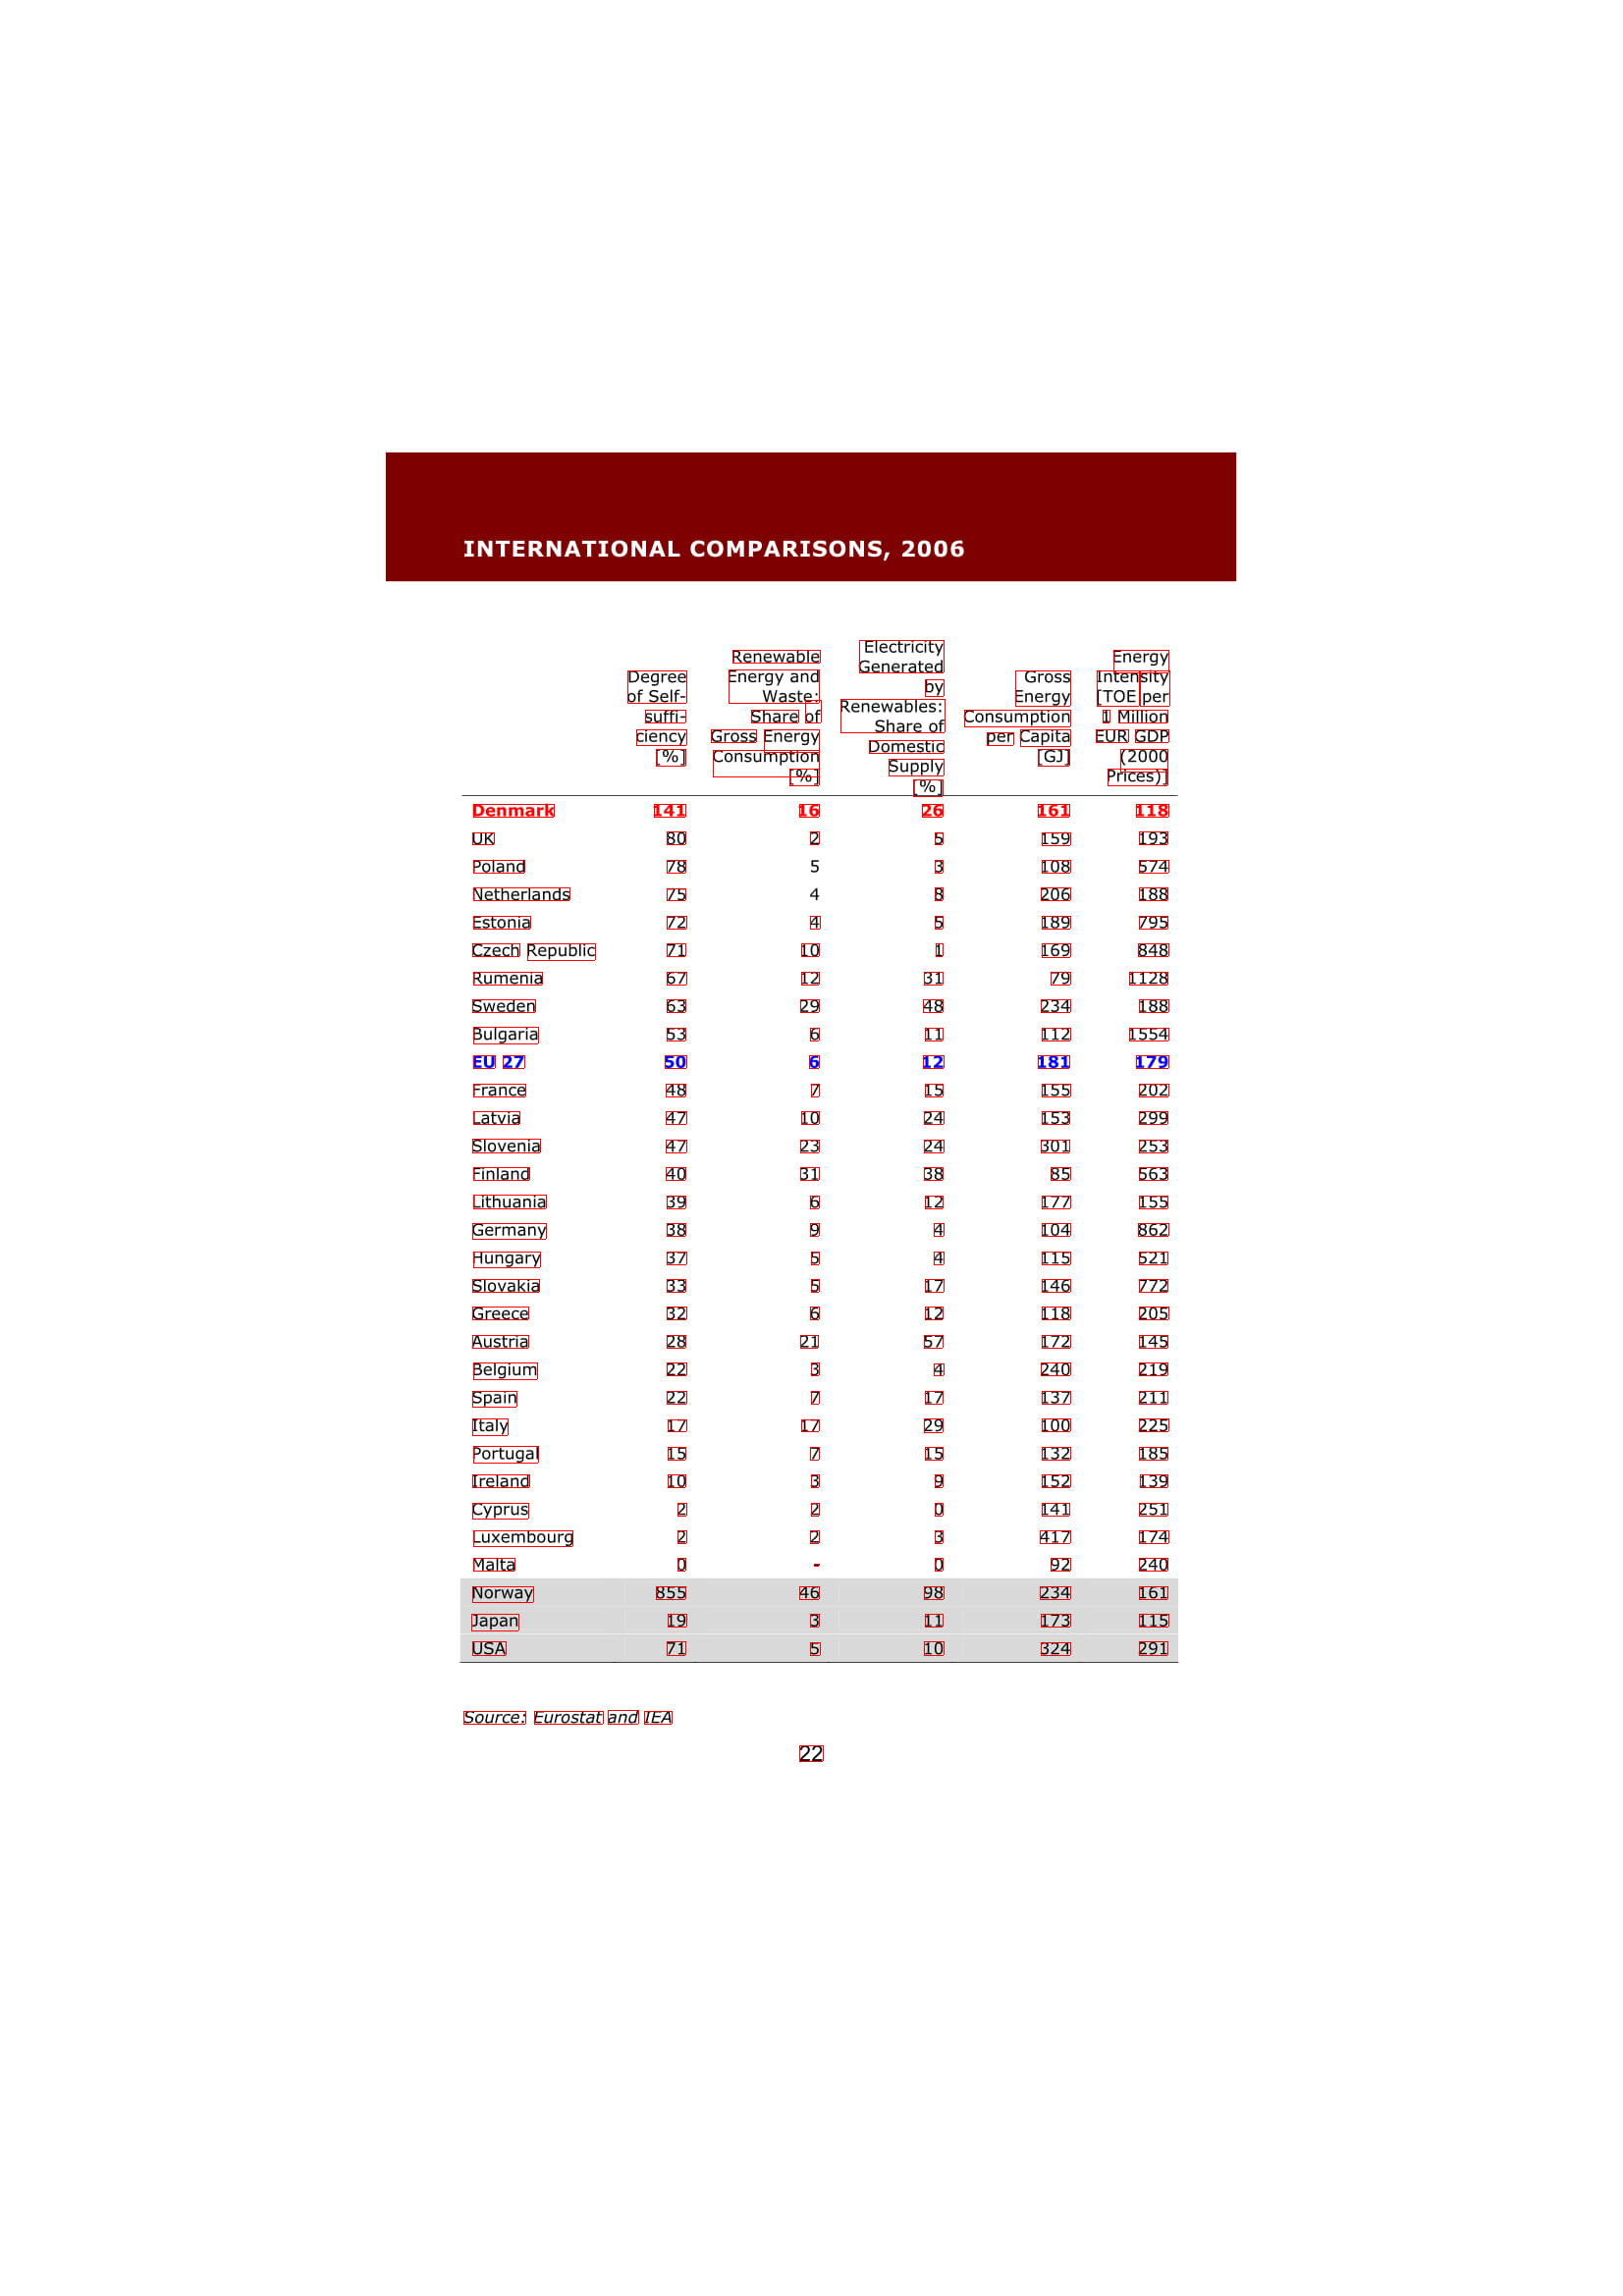 INTERNATIONAL COMPARISONS, 2006
Degree of Self-suffi-ciency [%] Renewable Energy and Waste: Share of Gross Energy Consumption [%] Electricity Generated by Renewables: Share of Domestic Supply [%] Gross Energy Consumption per Capita [GJ] Energy Intensity [TOE per 1 Million EUR GDP (2000 Prices)]
Denmark 141 16 26 161 118
UK 80 2 5 159 193
Poland 78 5 3 108 574
Netherlands 75 4 8 206 188
Estonia 72 4 5 189 795
Czech Republic 71 10 1 169 848
Rumenia 67 12 31 79 1128
Sweden 63 29 48 234 188
Bulgaria 53 6 11 112 1554
EU 27 50 6 12 181 179
France 48 7 15 155 202
Latvia 47 10 24 153 299
Slovenia 47 23 24 301 253
Finland 40 31 38 85 563
Lithuania 39 6 12 177 155
Germany 38 9 4 104 862
Hungary 37 5 4 115 521
Slovakia 33 5 17 146 772
Greece 32 6 12 118 205
Austria 28 21 57 172 145
Belgium 22 3 4 240 219
Spain 22 7 17 137 211
Italy 17 17 29 100 225
Portugal 15 7 15 132 185
Ireland 10 3 9 152 139
Cyprus 2 2 0 141 251
Luxembourg 2 2 3 417 174
Malta 0 - 0 92 240
Norway 855 46 98 234 161
Japan 19 3 11 173 115
USA 71 5 10 324 291
Source: Eurostat and IEA
22